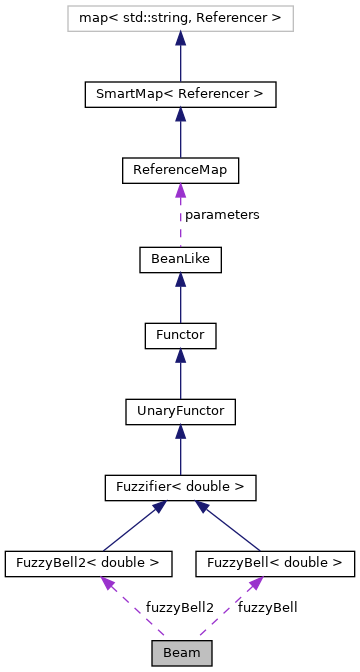 map< std::string, Referencer >
SmartMap< Referencer >
ReferenceMap
parameters
BeanLike
Functor
UnaryFunctor
Fuzzifier< double >
FuzzyBell2< double >
FuzzyBell< double >
fuzzyBell2
fuzzyBell
Beam